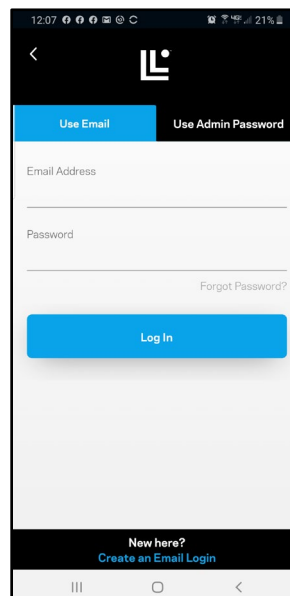 12:07 21%
Use Email Use Admin Password
Email Address
Password
Forgot Password?
Log In
New here?
Create an Email Login